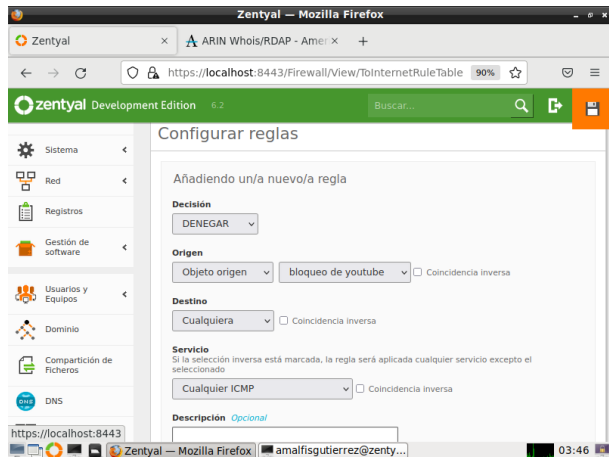 Zentyal — Mozilla Firefox
Zentyal
ARIN Whois/RDAP - Amer
https://localhost:8443/Firewall/View/ToInternetRuleTable 90%
zentyal Development Edition 6.2 Buscar...
Configurar reglas
Sistema
Red
Registros
Gestión de
software
Usuarios y
Equipos
Dominio
Compartición de
Ficheros
DNS
DNS
Añadiendo un/a nuevo/a regla
Decisión
DENEGAR
Origen
Objeto origen bloqueo de youtube Coincidencia inversa
Destino
Cualquiera Coincidencia inversa
Servicio
Si la selección inversa está marcada, la regla será aplicada cualquier servicio excepto el
seleccionado
Cualquier ICMP Coincidencia inversa
Descripción Opcional
https://localhost:8443
Zentyal — Mozilla Firefox amalfisgutierrez@zenty... 03:46